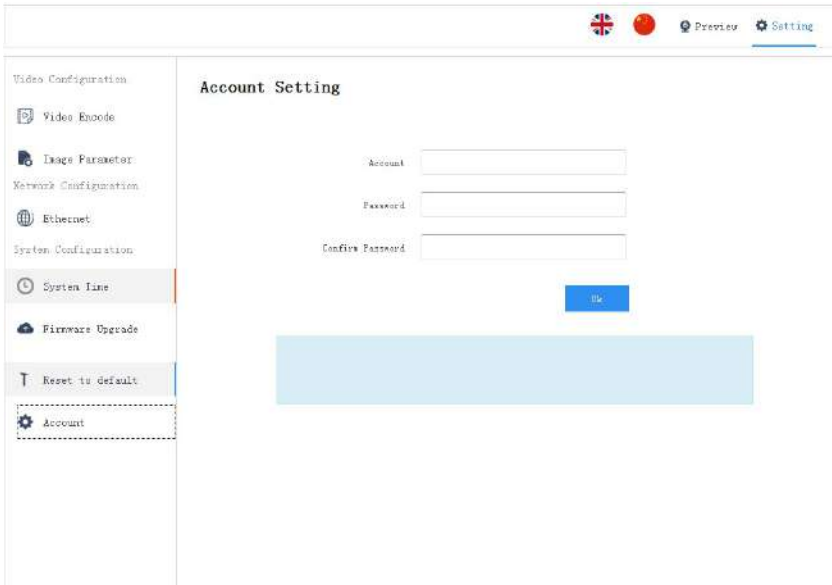 Preview Setting
Video Configuration
Video Encode
Image Parameter
Network Configuration
Ethernet
System Configuration
System Time
Firmware Upgrade
Reset to default
Account
Account Setting
Account
Password
Confirm Password
Ok